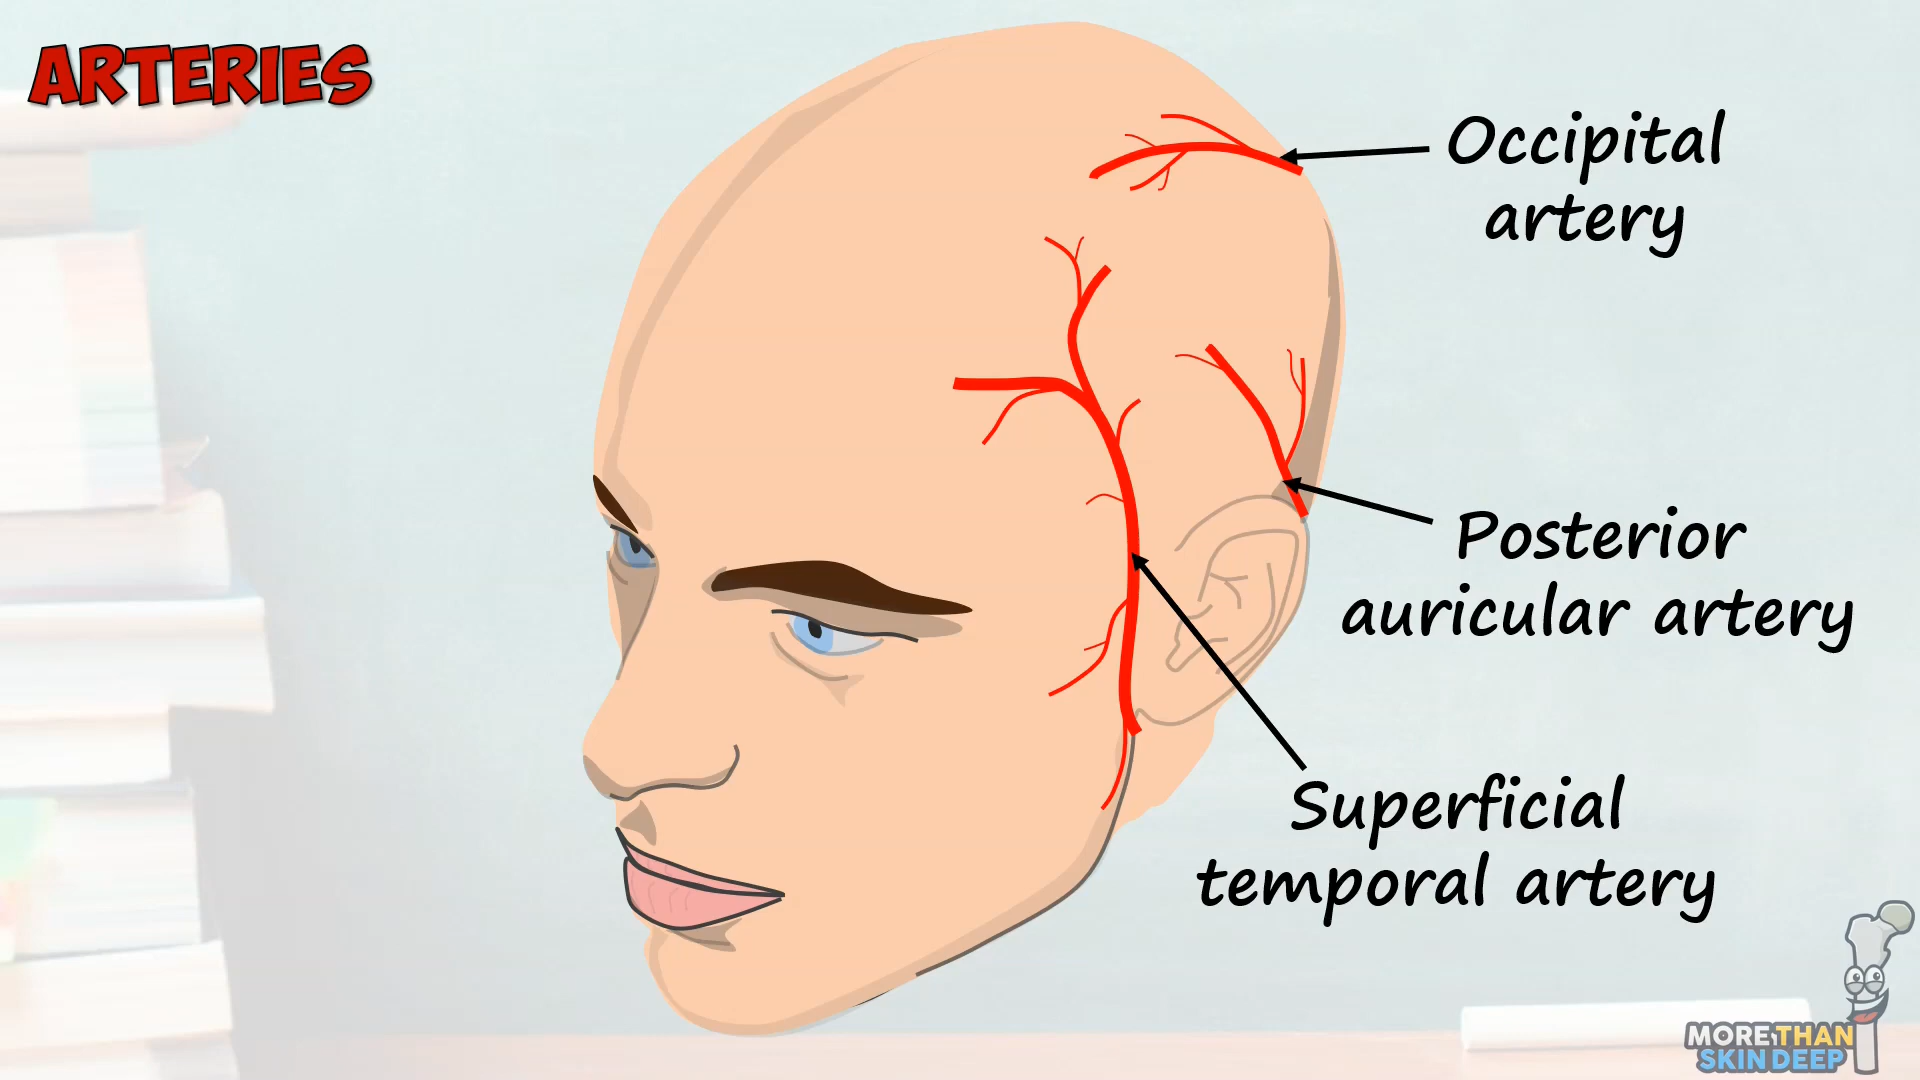 ARTERIES
Occipital
artery
Posterior
auricular artery
Superficial
temporal artery
MORE THAN
SKIN DEEP